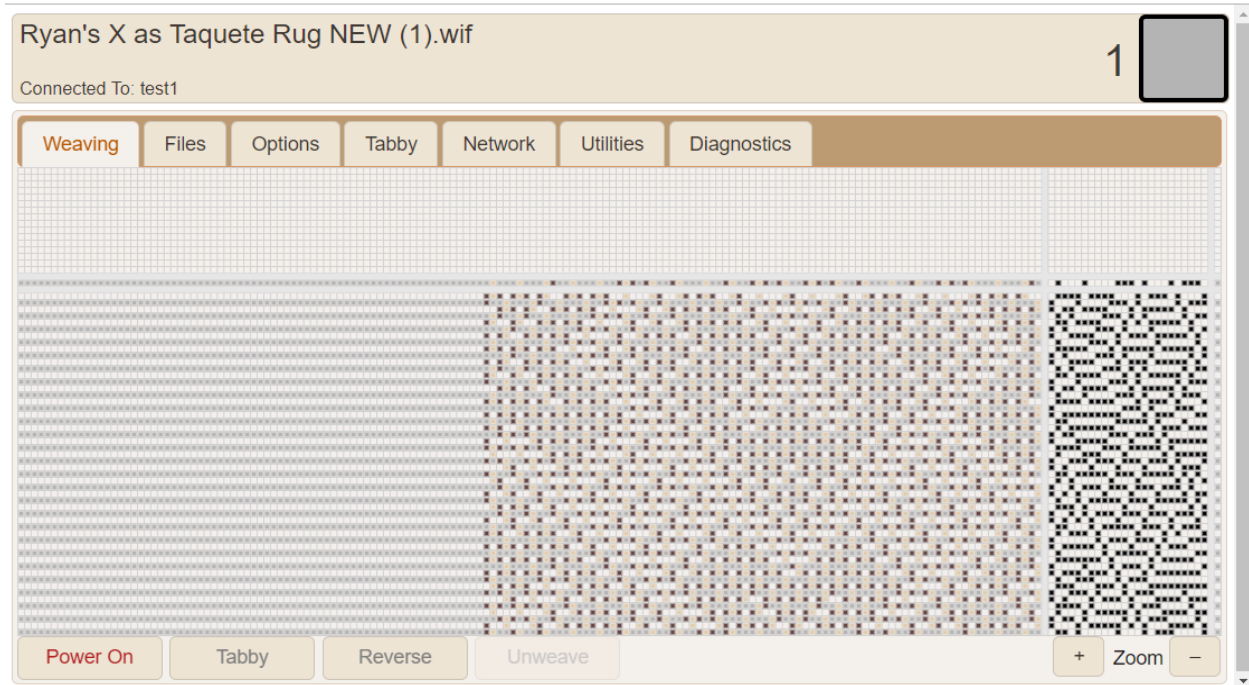 Ryan's X as Taquete Rug NEW (1).wif
1
Connected To: test1
Weaving Files Options Tabby Network Utilities Diagnostics
Power On Tabby Reverse Unweave + Zoom –